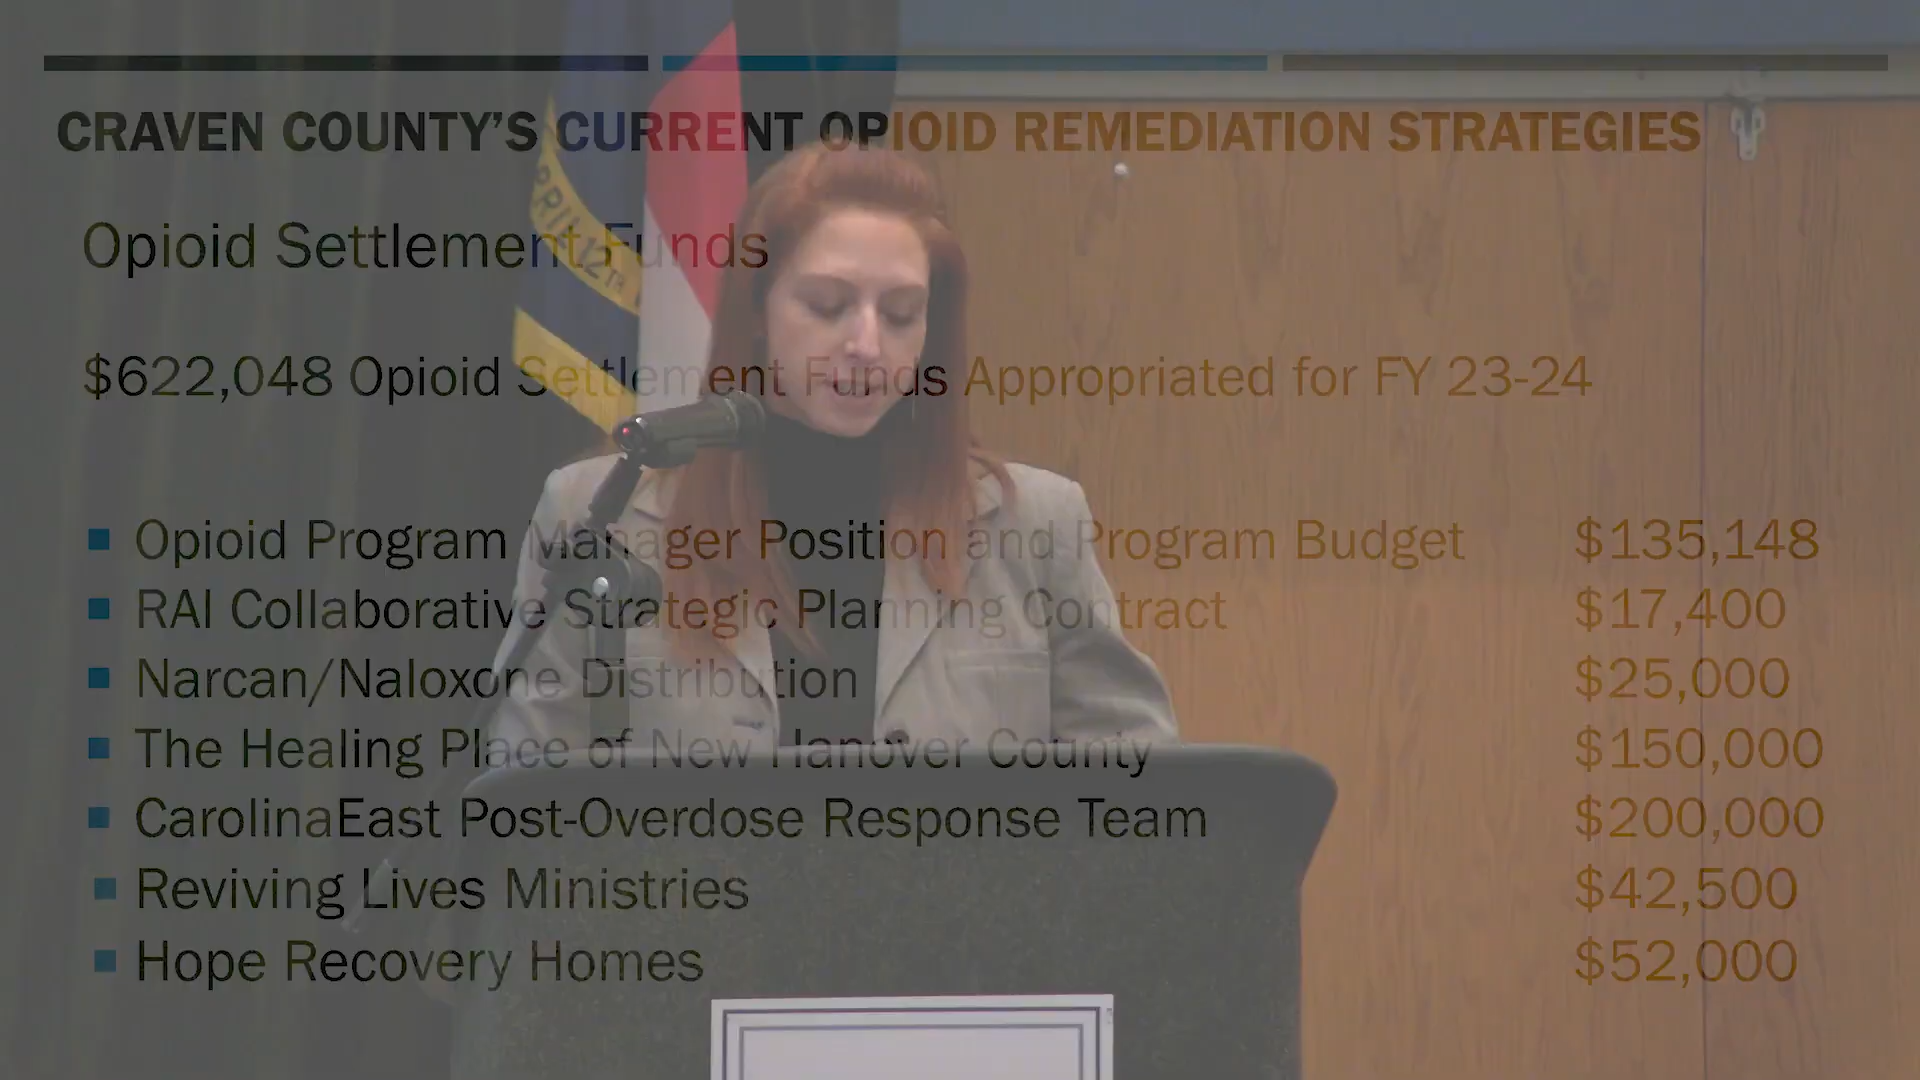 CRAVEN COUNTY'S CURRENT OPIOID REMEDIATION STRATEGIES
Opioid Settlement Funds
$622,048 Opioid Settlement Funds Appropriated for FY 23-24
Opioid Program Manager Position and Program Budget $135,148
RAI Collaborative Strategic Planning Contract $17,400
Narcan/Naloxone Distribution $25,000
The Healing Place of New Hanover County $150,000
CarolinaEast Post-Overdose Response Team $200,000
Reviving Lives Ministries $42,500
Hope Recovery Homes $52,000
12TH